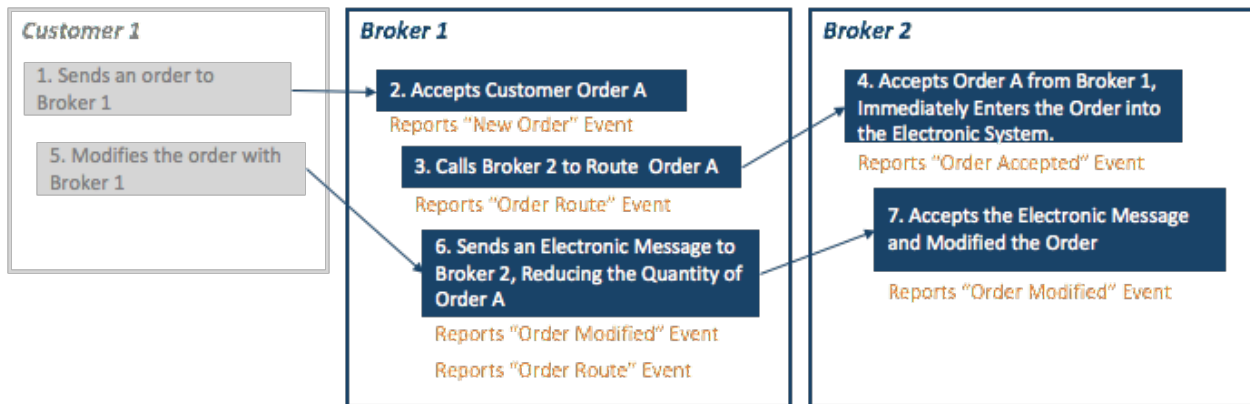 Customer 1
1. Sends an order to
Broker 1
5. Modifies the order with
Broker 1
Broker 1
2. Accepts Customer Order A
Reports "New Order" Event
3. Calls Broker 2 to Route Order A
Reports "Order Route" Event
6. Sends an Electronic Message to
Broker 2, Reducing the Quantity of
Order A
Reports "Order Modified" Event
Reports "Order Route" Event
Broker 2
4. Accepts Order A from Broker 1,
Immediately Enters the Order into
the Electronic System.
Reports "Order Accepted" Event
7. Accepts the Electronic Message
and Modified the Order
Reports "Order Modified" Event